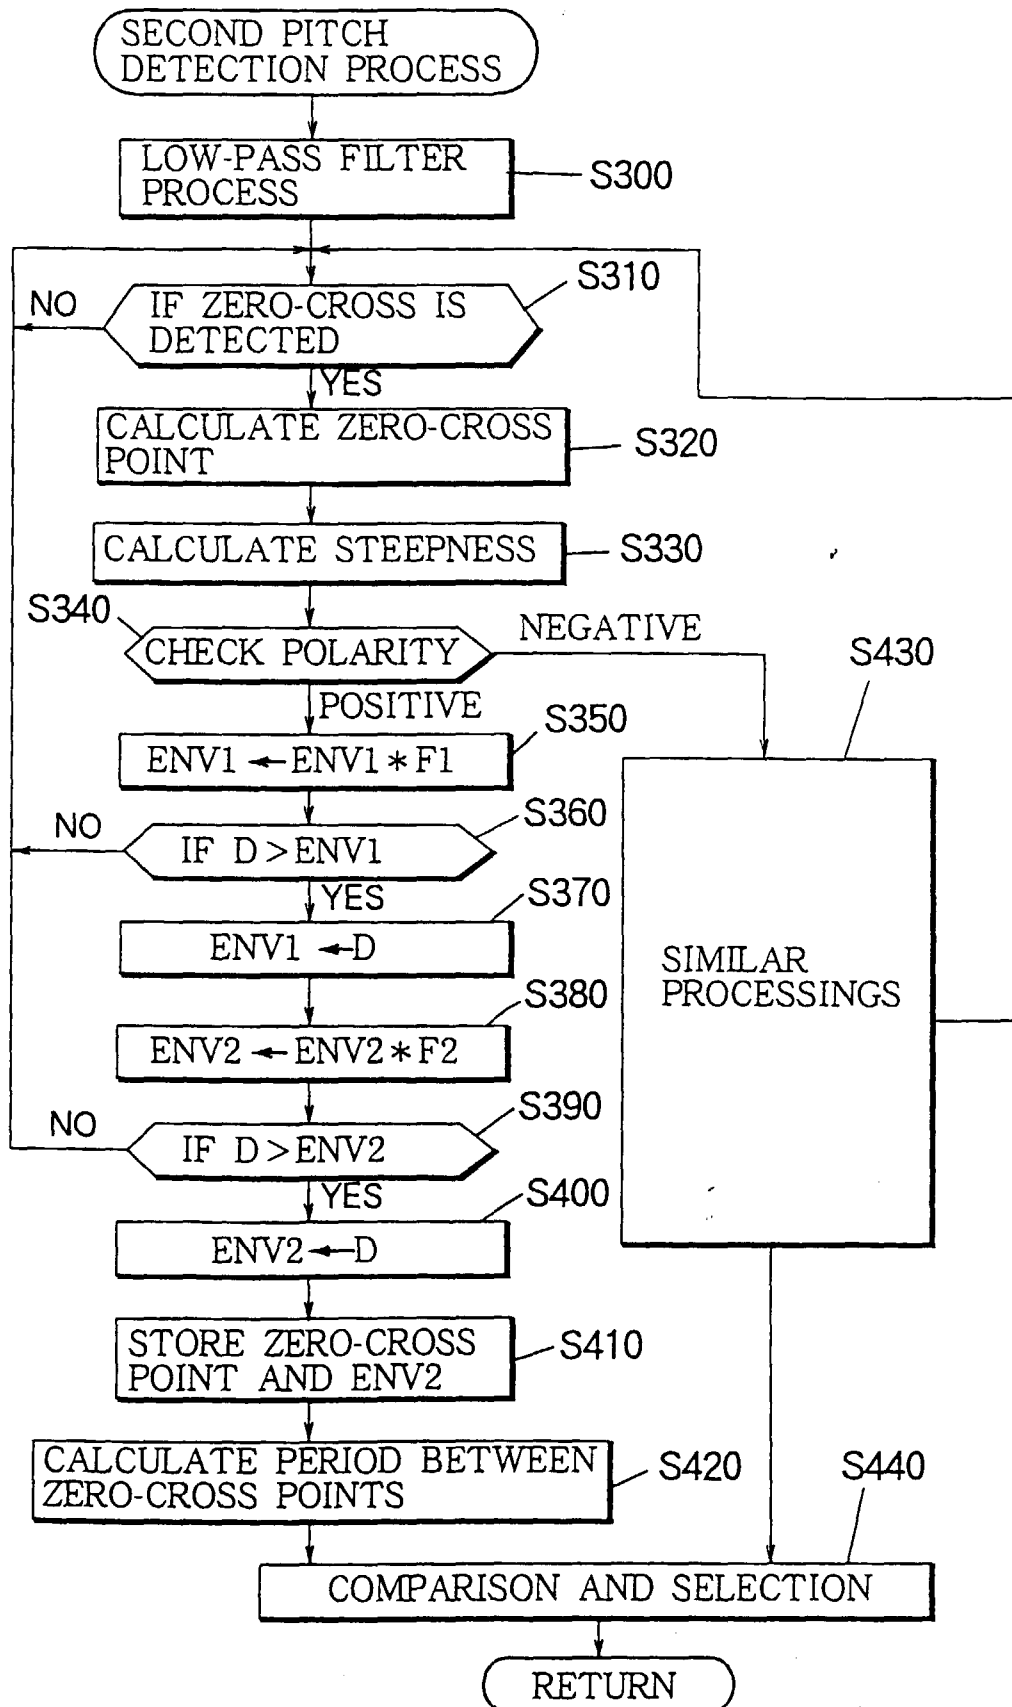 SECOND PITCH
DETECTION PROCESS
LOW-PASS FILTER
PROCESS
S300
S310
NO
IF ZERO-CROSS IS
DETECTED
YES
CALCULATE ZERO-CROSS
POINT
S320
CALCULATE STEEPNESS
S330
S340
CHECK POLARITY
NEGATIVE
S430
POSITIVE
S350
ENV1 ← ENV1 * F1
S360
NO
IF D > ENV1
YES
S370
ENV1 ← D
SIMILAR
PROCESSINGS
S380
ENV2 ← ENV2 * F2
S390
NO
IF D > ENV2
YES
S400
ENV2 ← D
STORE ZERO-CROSS
POINT AND ENV2
S410
CALCULATE PERIOD BETWEEN
ZERO-CROSS POINTS
S420
S440
COMPARISON AND SELECTION
RETURN